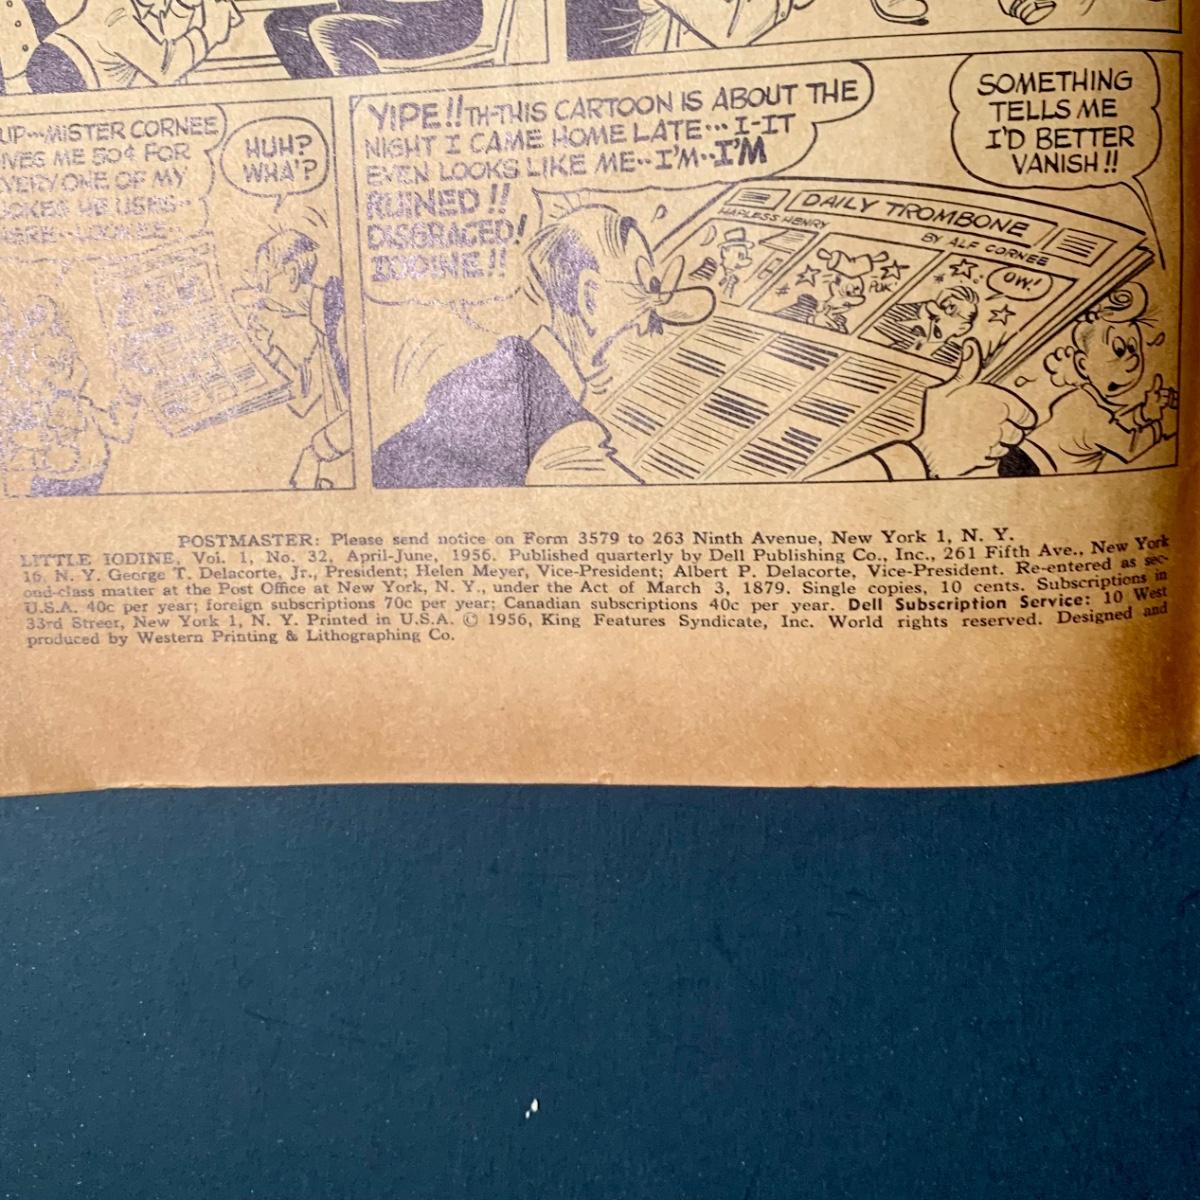 UP--MISTER CORNEE
IVES ME 50¢ FOR
VERY ONE OF MY
JOKES HE USES--
HERE--LOOKEE--
HUH?
WHA'?
YIPE!! TH-THIS CARTOON IS ABOUT THE
NIGHT I CAME HOME LATE... I-IT
EVEN LOOKS LIKE ME.. I'M.. I'M
RUINED!!
DISGRACED!
IODINE!!
SOMETHING
TELLS ME
I'D BETTER
VANISH!!
DAILY TROMBONE
HAPLESS HENRY
BY ALF CORNEE
POK!
OW!
POSTMASTER: Please send notice on Form 3579 to 263 Ninth Avenue, New York 1, N. Y.
LITTLE IODINE, Vol. 1, No. 32, April-June, 1956. Published quarterly by Dell Publishing Co., Inc., 261 Fifth Ave., New York
16, N. Y. George T. Delacorte, Jr., President; Helen Meyer, Vice-President; Albert P. Delacorte, Vice-President. Re-entered as sec-
ond-class matter at the Post Office at New York, N. Y., under the Act of March 3, 1879. Single copies, 10 cents. Subscriptions in
U.S.A. 40c per year; foreign subscriptions 70c per year; Canadian subscriptions 40c per year. Dell Subscription Service: 10 West
33rd Street, New York 1, N. Y. Printed in U.S.A. © 1956, King Features Syndicate, Inc. World rights reserved. Designed and
produced by Western Printing & Lithographing Co.